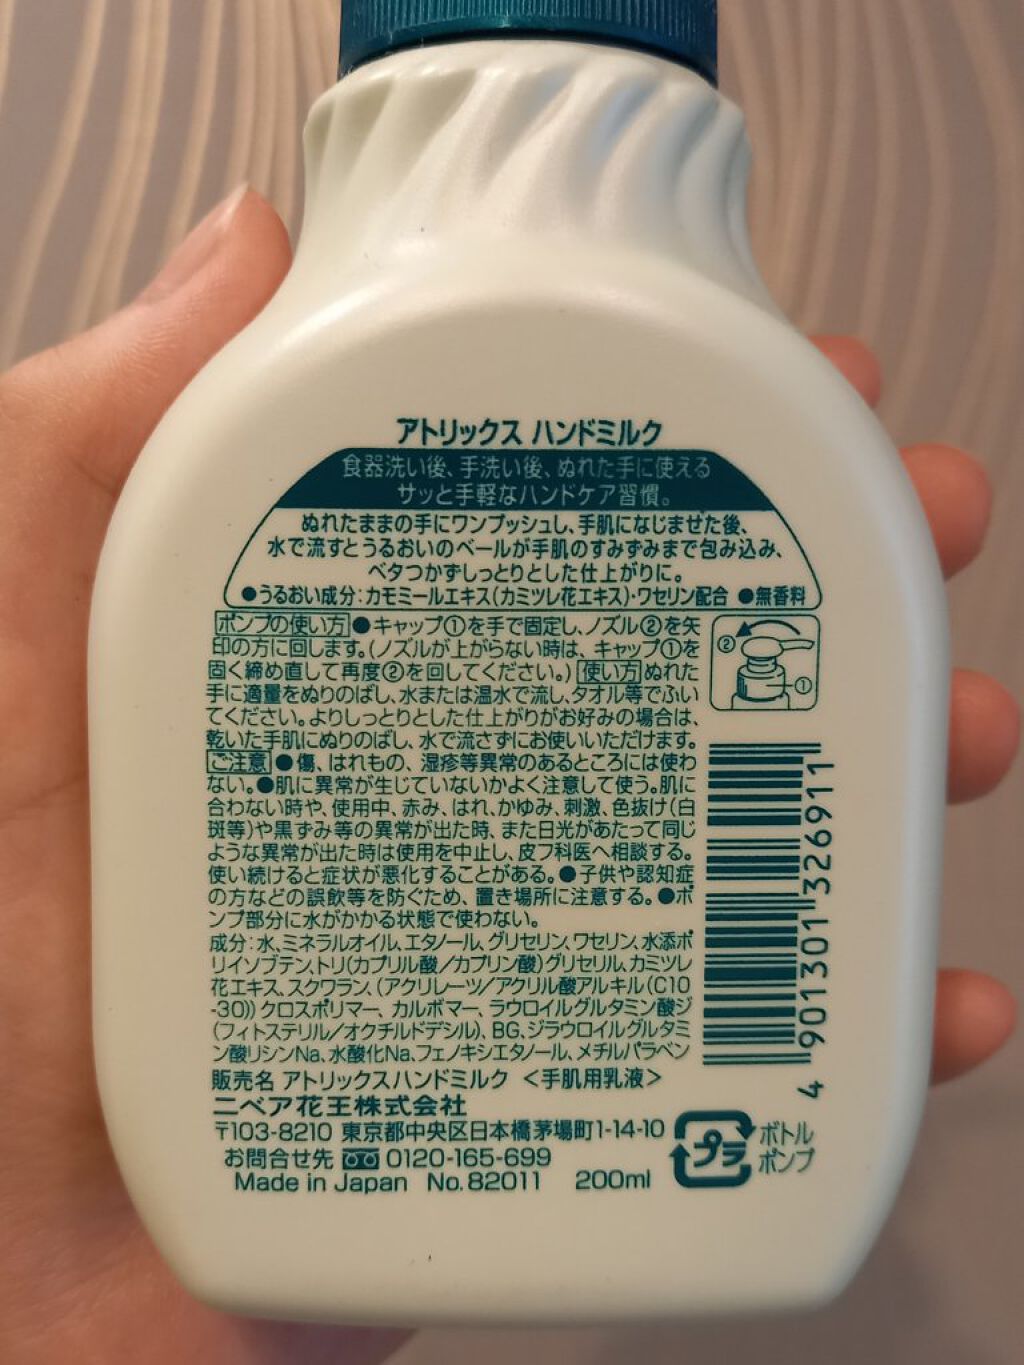 アトリックス ハンドミルク
食器洗い後、手洗い後、ぬれた手に使える
サッと手軽なハンドケア習慣。
ぬれたままの手にワンプッシュし、手肌になじませた後、
水で流すとうるおいのベールが手肌のすみずみまで包み込み、
ベタつかずしっとりとした仕上がりに。
●うるおい成分：カモミールエキス（カミツレ花エキス）・ワセリン配合 ●無香料
ポンプの使い方●キャップ①を手で固定し、ノズル②を矢
印の方に回します。（ノズルが上がらない時は、キャップ①を
固く締め直して再度②を回してください。）使い方ぬれた
手に適量をぬりのばし、水または温水で流し、タオル等でふい
てください。よりしっとりとした仕上がりがお好みの場合は、
乾いた手肌にぬりのばし、水で流さずにお使いいただけます。
ご注意●傷、はれもの、湿疹等異常のあるところには使わ
ない。●肌に異常が生じていないかよく注意して使う。肌に
合わない時や、使用中、赤み、はれ、かゆみ、刺激、色抜け（白
斑等）や黒ずみ等の異常が出た時、また日光があたって同じ
ような異常が出た時は使用を中止し、皮フ科医へ相談する。
使い続けると症状が悪化することがある。●子供や認知症
の方などの誤飲等を防ぐため、置き場所に注意する。●ポ
ンプ部分に水がかかる状態で使わない。
成分：水、ミネラルオイル、エタノール、グリセリン、ワセリン、水添ポ
リイソブテン、トリ（カプリル酸／カプリン酸）グリセリル、カミツレ
花エキス、スクワラン、（アクリレーツ／アクリル酸アルキル（C10
-30））クロスポリマー、カルボマー、ラウロイルグルタミン酸ジ
（フィトステリル／オクチルドデシル）、BG、ジラウロイルグルタミ
ン酸リシンNa、水酸化Na、フェノキシエタノール、メチルパラベン
販売名 アトリックスハンドミルク ＜手肌用乳液＞
ニベア花王株式会社
〒103-8210 東京都中央区日本橋茅場町1-14-10
お問合せ先 0120-165-699
Made in Japan No.82011 200ml
② ①
4 901301 326911
プラ
ボトル
ポンプ